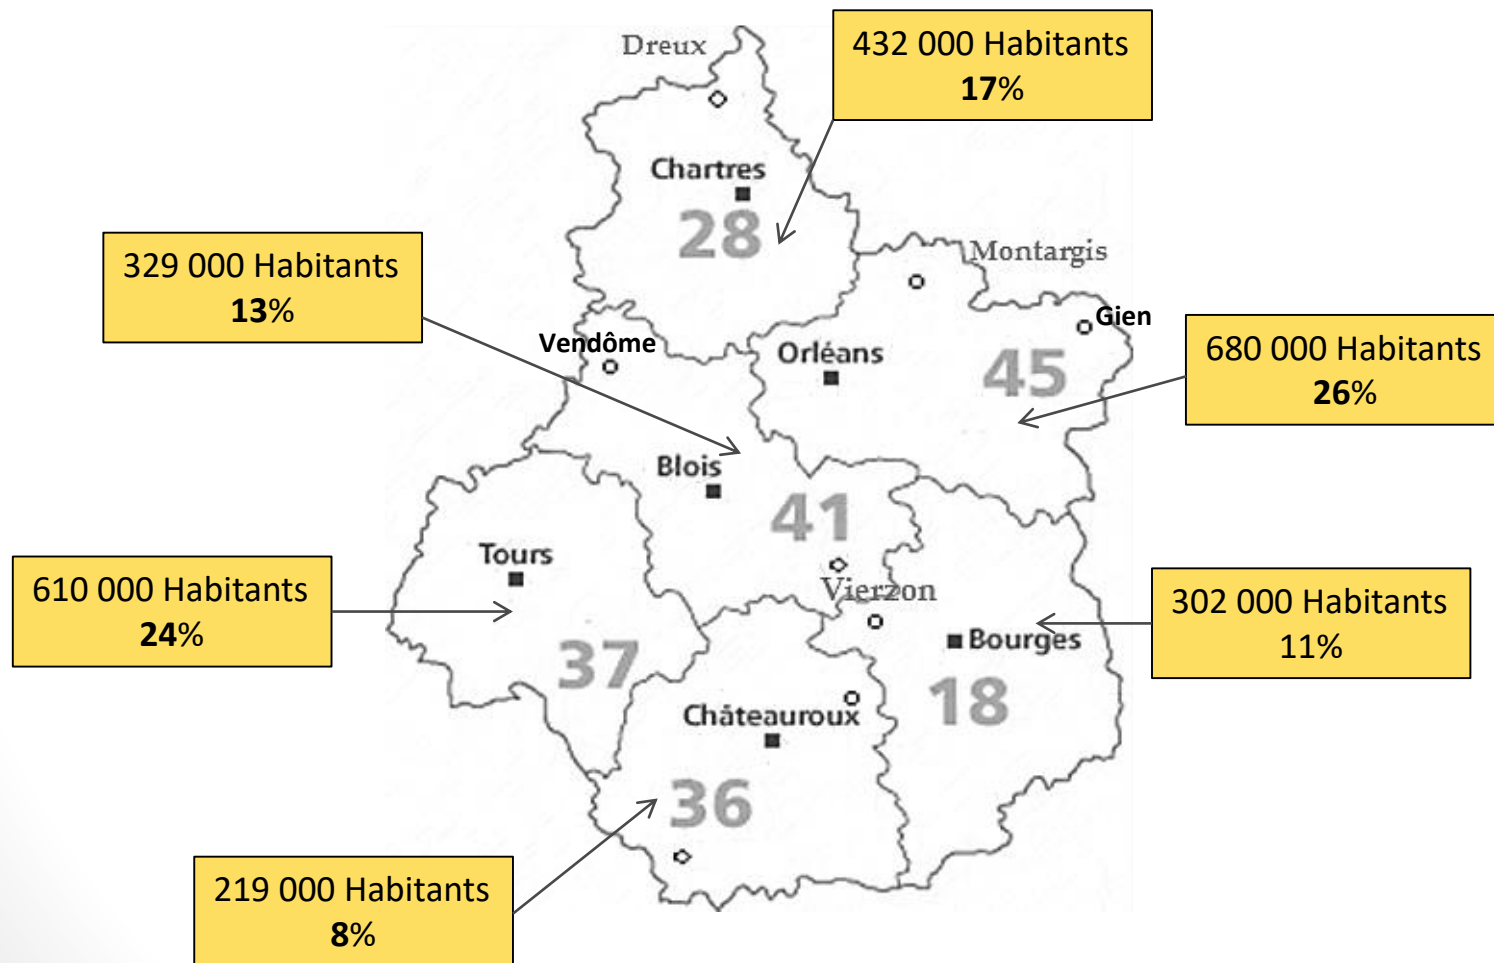 Dreux
432 000 Habitants
17%
Chartres
28
329 000 Habitants
13%
Montargis
Gien
Vendôme
Orléans
45
680 000 Habitants
26%
Blois
41
Tours
610 000 Habitants
24%
37
Vierzon
302 000 Habitants
11%
Bourges
18
Châteauroux
36
219 000 Habitants
8%